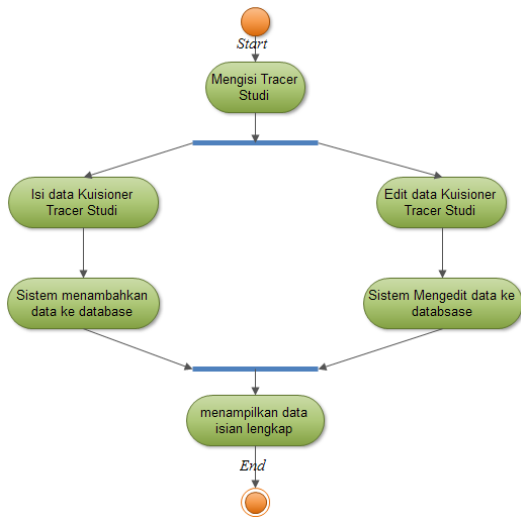 Start
Mengisi Tracer
Studi
Isi data Kuisioner
Tracer Studi
Edit data Kuisioner
Tracer Studi
Sistem menambahkan
data ke database
Sistem Mengedit data ke
databsase
menampilkan data
isian lengkap
End